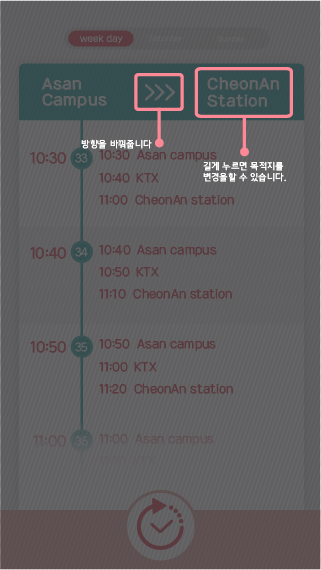 week day
Asan
Campus
CheonAn
Station
방향을 바꿔줍니다
길게 누르면 목적지를
변경을할 수 있습니다.
10:30 33 10:30 Asan campus
10:40 KTX
11:00 CheonAn station
10:40 34 10:40 Asan campus
10:50 KTX
11:10 CheonAn station
10:50 35 10:50 Asan campus
11:00 KTX
11:20 CheonAn station
11:00 36 11:00 Asan campus